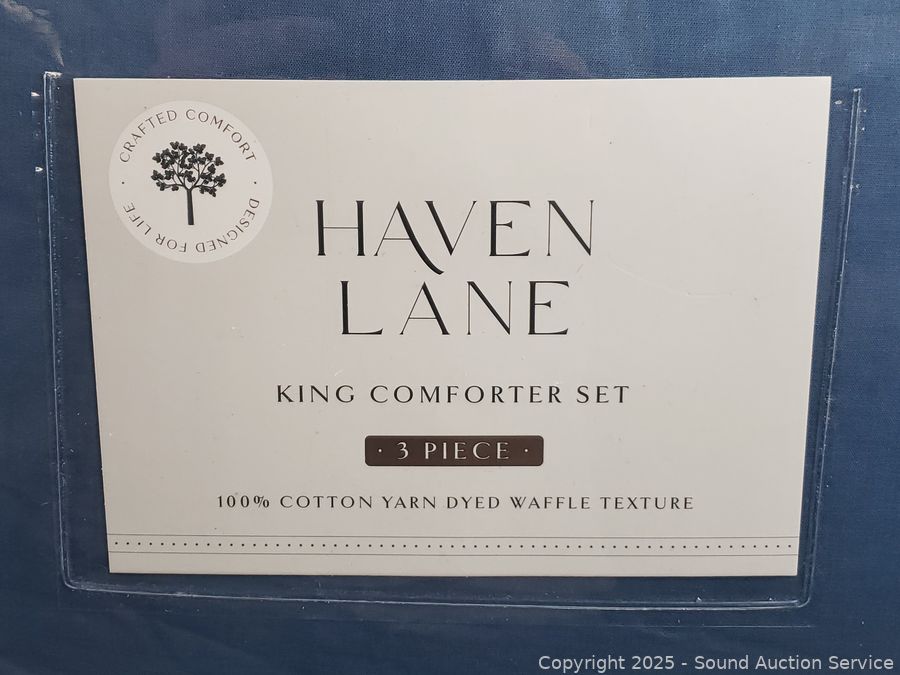 · CRAFTED COMFORT · DESIGNED FOR LIFE
HAVEN
LANE
KING COMFORTER SET
· 3 PIECE ·
100% COTTON YARN DYED WAFFLE TEXTURE
Copyright 2025 - Sound Auction Service